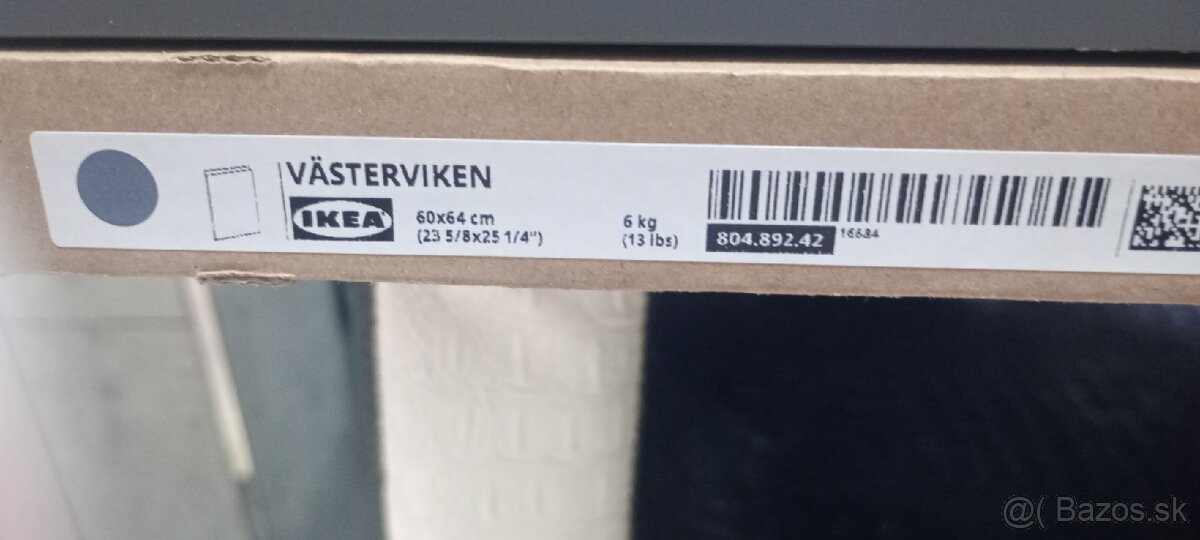 VÄSTERVIKEN
IKEA
60x64 cm
(23 5/8x25 1/4")
6 kg
(13 lbs)
804.892.42
16684
@( Bazos.sk